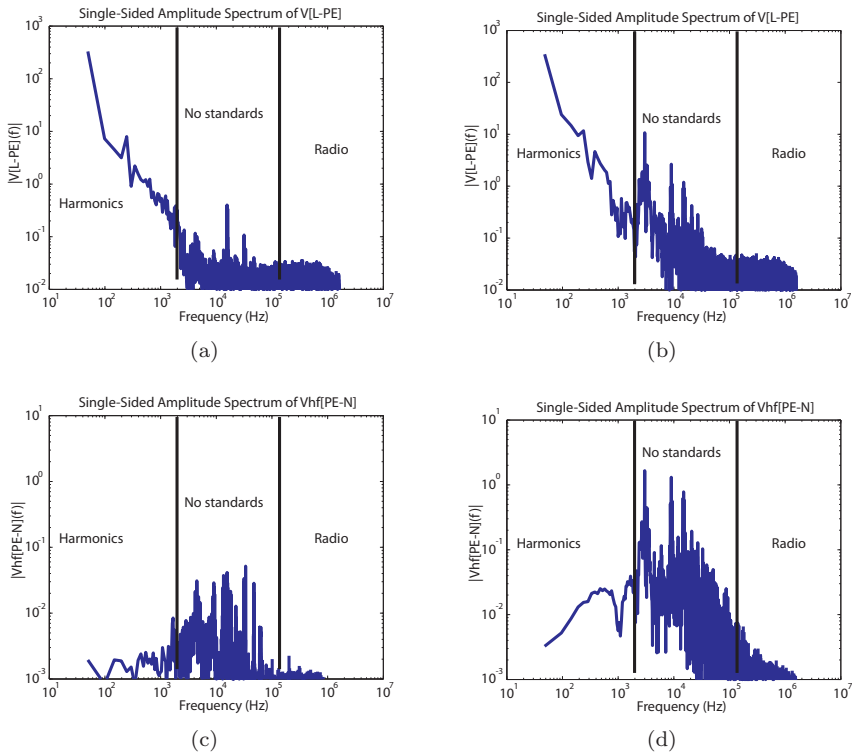 Single-Sided Amplitude Spectrum of V[L-PE]
|V[L-PE](f)|
10^3
10^2
10^1
10^0
10^-1
10^-2
Harmonics
No standards
Radio
10^1 10^2 10^3 10^4 10^5 10^6 10^7
Frequency (Hz)
(a)
Single-Sided Amplitude Spectrum of V[L-PE]
|V[L-PE](f)|
10^3
10^2
10^1
10^0
10^-1
10^-2
Harmonics
No standards
Radio
10^1 10^2 10^3 10^4 10^5 10^6 10^7
Frequency (Hz)
(b)
Single-Sided Amplitude Spectrum of Vhf[PE-N]
|Vhf[PE-N](f)|
10^1
10^0
10^-1
10^-2
10^-3
Harmonics
No standards
Radio
10^1 10^2 10^3 10^4 10^5 10^6 10^7
Frequency (Hz)
(c)
Single-Sided Amplitude Spectrum of Vhf[PE-N]
|Vhf[PE-N](f)|
10^1
10^0
10^-1
10^-2
10^-3
Harmonics
No standards
Radio
10^1 10^2 10^3 10^4 10^5 10^6 10^7
Frequency (Hz)
(d)